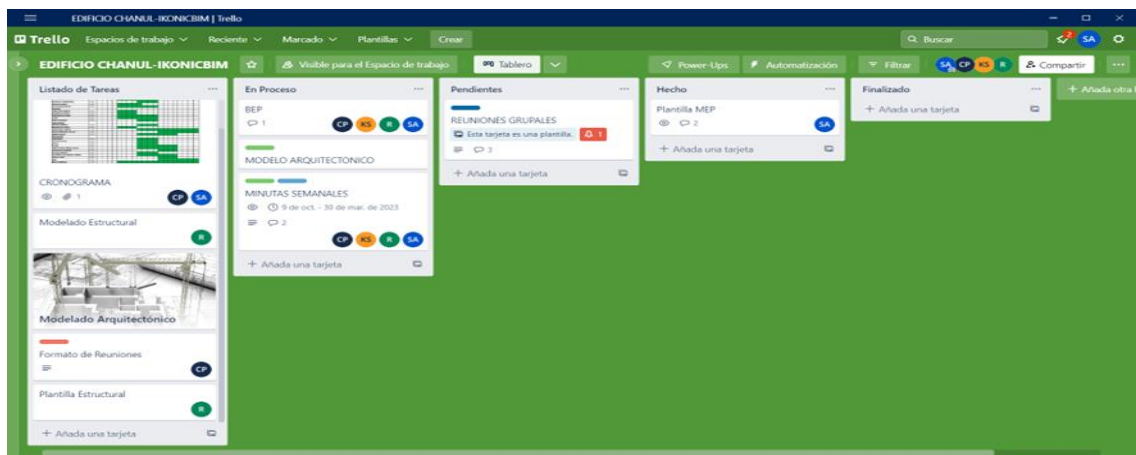 EDIFICIO CHANUL-IKONICBIM | Trello
Trello Espacios de trabajo Reciente Marcado Plantillas Crear Buscar 2 SA
EDIFICIO CHANUL-IKONICBIM Visible para el Espacio de trabajo Tablero Power-Ups Automatización Filtrar SA CP KS R Compartir
Listado de Tareas
CRONOGRAMA
1 CP SA
Modelado Estructural
R
Modelado Arquitectónico
Formato de Reuniones
CP
Plantilla Estructural
R
+ Añada una tarjeta
En Proceso
BEP
1 CP KS R SA
MODELO ARQUITECTONICO
MINUTAS SEMANALES
9 de oct. - 30 de mar. de 2023
2
CP KS R SA
+ Añada una tarjeta
Pendientes
REUNIONES GRUPALES
Esta tarjeta es una plantilla. 1
3
+ Añada una tarjeta
Hecho
Plantilla MEP
2 SA
+ Añada una tarjeta
Finalizado
+ Añada una tarjeta
+ Añada otra l